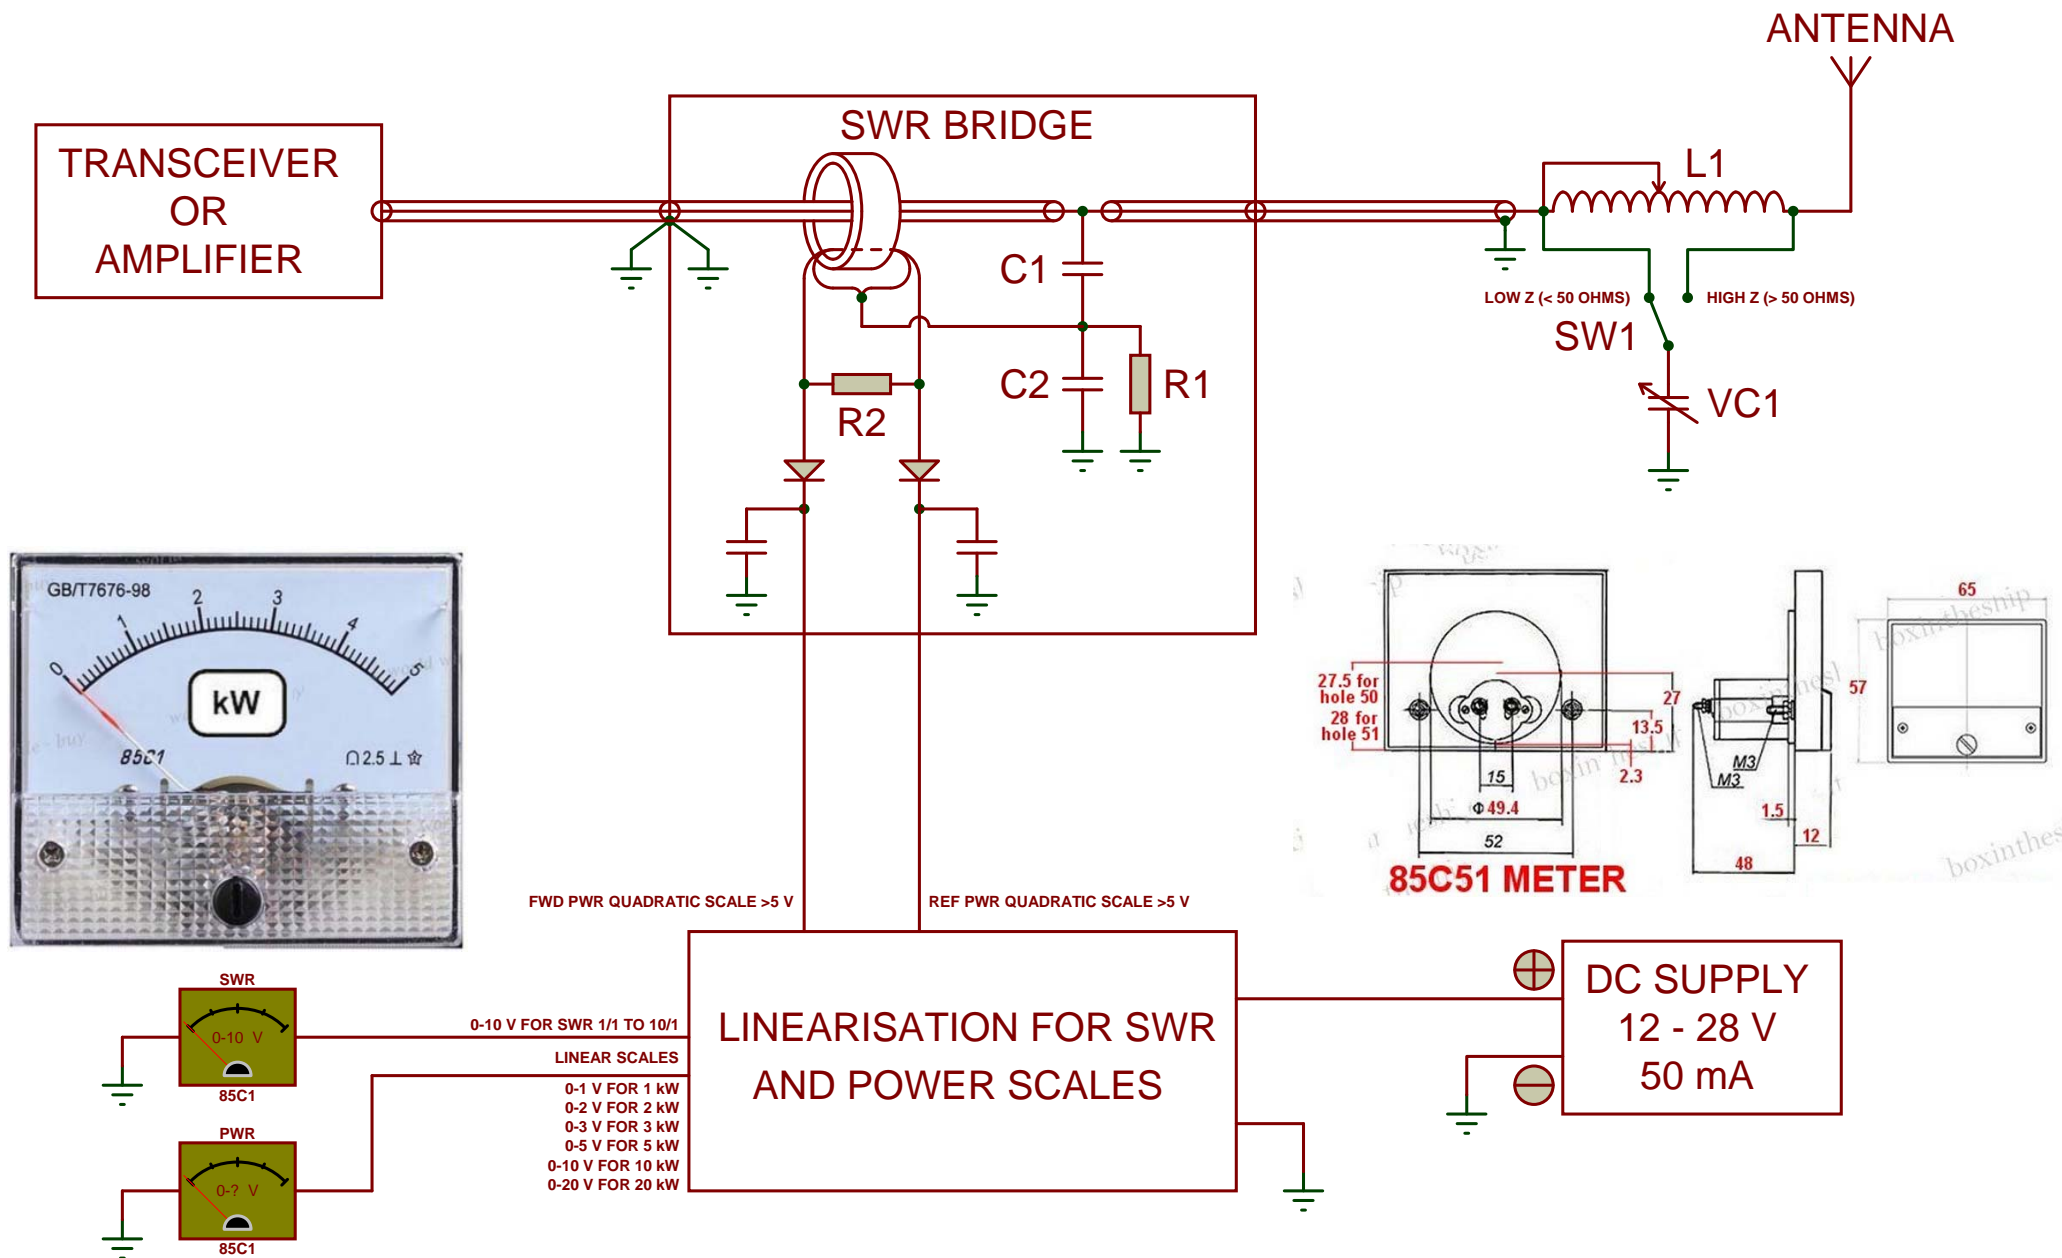 ANTENNA
SWR BRIDGE
TRANSCEIVER
OR
AMPLIFIER
L1
C1
LOW Z (< 50 OHMS)
HIGH Z (> 50 OHMS)
SW1
C2
R1
VC1
R2
GB/T7676-98
0
1
2
3
4
5
kW
85C1
2.5
65
57
27.5 for
hole 50
28 for
hole 51
27
13.5
2.3
15
Φ 49.4
52
M3
M3
1.5
12
48
boxintheship
85C51 METER
FWD PWR QUADRATIC SCALE >5 V
REF PWR QUADRATIC SCALE >5 V
SWR
0-10 V
85C1
0-10 V FOR SWR 1/1 TO 10/1
LINEAR SCALES
0-1 V FOR 1 kW
0-2 V FOR 2 kW
0-3 V FOR 3 kW
0-5 V FOR 5 kW
0-10 V FOR 10 kW
0-20 V FOR 20 kW
PWR
0-? V
85C1
LINEARISATION FOR SWR
AND POWER SCALES
DC SUPPLY
12 - 28 V
50 mA